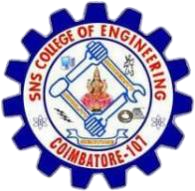 SNS COLLEGE OF ENGINEERING
COIMBATORE-107